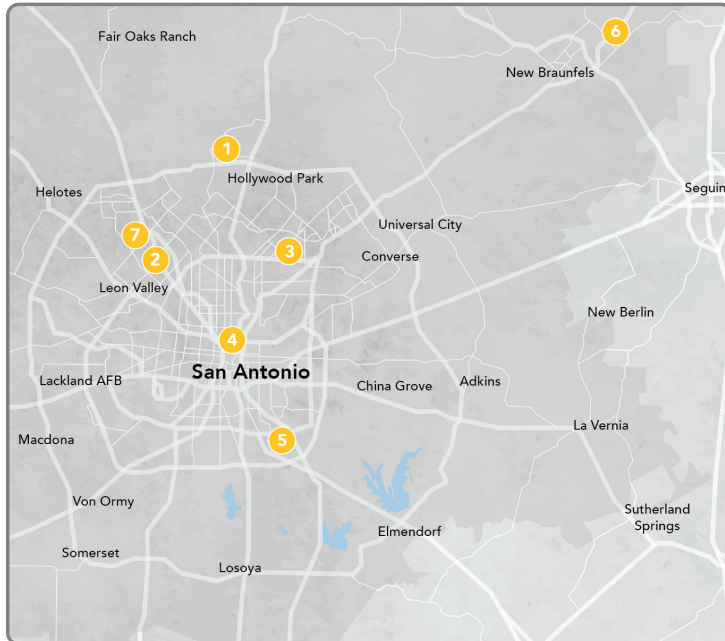 Fair Oaks Ranch
6
New Braunfels
1
Hollywood Park
Helotes
Seguin
Universal City
7
3
Converse
2
Leon Valley
New Berlin
4
San Antonio
Lackland AFB
China Grove
Adkins
La Vernia
Macdona
5
Von Ormy
Sutherland
Springs
Elmendorf
Somerset
Losoya